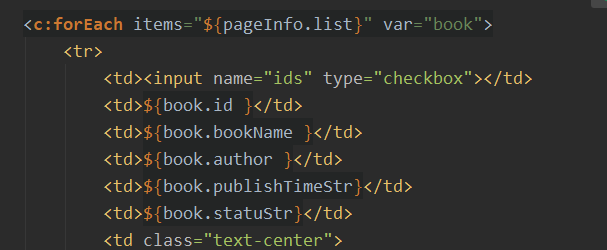 <c:forEach items="${pageInfo.list}" var="book">
<tr>
<td><input name="ids" type="checkbox"></td>
<td>${book.id }</td>
<td>${book.bookName }</td>
<td>${book.author }</td>
<td>${book.publishTimeStr}</td>
<td>${book.statuStr}</td>
<td class="text-center">